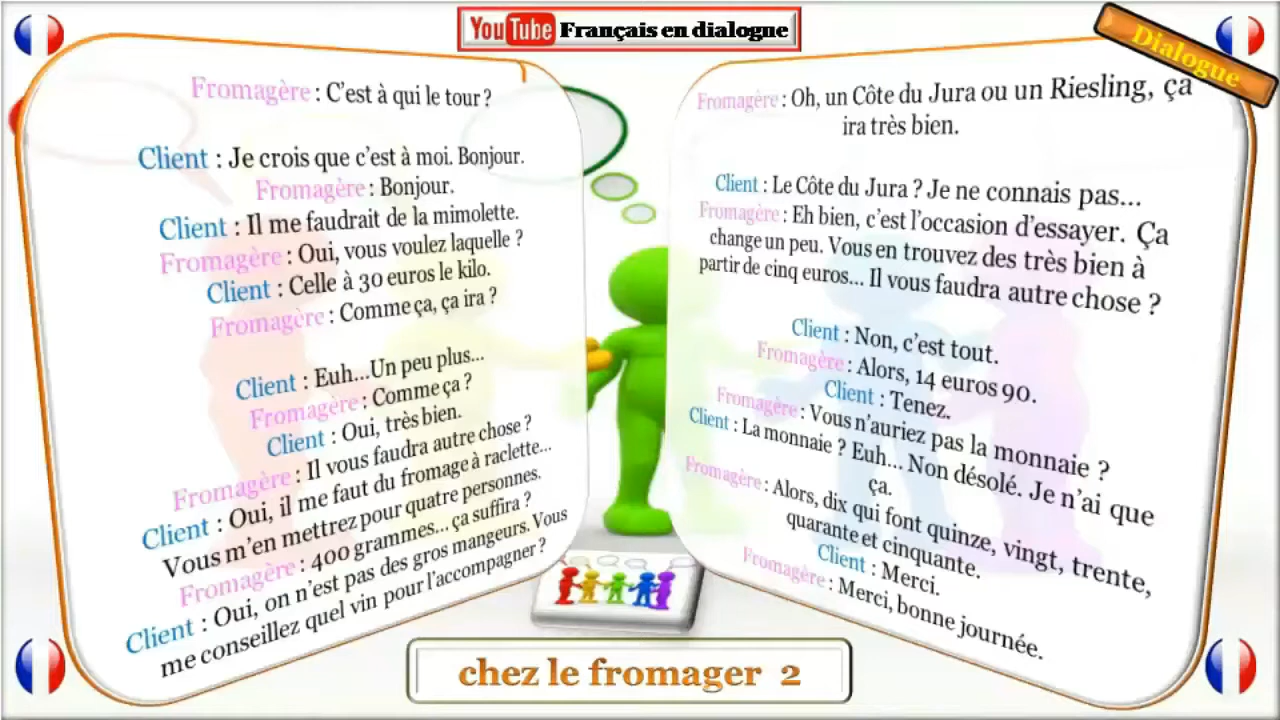 YouTube Français en dialogue
Dialogue
Fromagère : C'est à qui le tour ?
Client : Je crois que c'est à moi. Bonjour.
Fromagère : Bonjour.
Client : Il me faudrait de la mimolette.
Fromagère : Oui, vous voulez laquelle ?
Client : Celle à 30 euros le kilo.
Fromagère : Comme ça, ça ira ?
Client : Euh...Un peu plus...
Fromagère : Comme ça ?
Client : Oui, très bien.
Fromagère : Il vous faudra autre chose ?
Client : Oui, il me faut du fromage à raclette...
Vous m'en mettrez pour quatre personnes.
Fromagère : 400 grammes... ça suffira ?
Client : Oui, on n'est pas des gros mangeurs. Vous
me conseillez quel vin pour l'accompagner ?
Fromagère : Oh, un Côte du Jura ou un Riesling, ça
ira très bien.
Client : Le Côte du Jura ? Je ne connais pas...
Fromagère : Eh bien, c'est l'occasion d'essayer. Ça
change un peu. Vous en trouvez des très bien à
partir de cinq euros... Il vous faudra autre chose ?
Client : Non, c'est tout.
Fromagère : Alors, 14 euros 90.
Client : Tenez.
Fromagère : Vous n'auriez pas la monnaie ?
Client : La monnaie ? Euh... Non désolé. Je n'ai que
ça.
Fromagère : Alors, dix qui font quinze, vingt, trente,
quarante et cinquante.
Client : Merci.
Fromagère : Merci, bonne journée.
chez le fromager 2